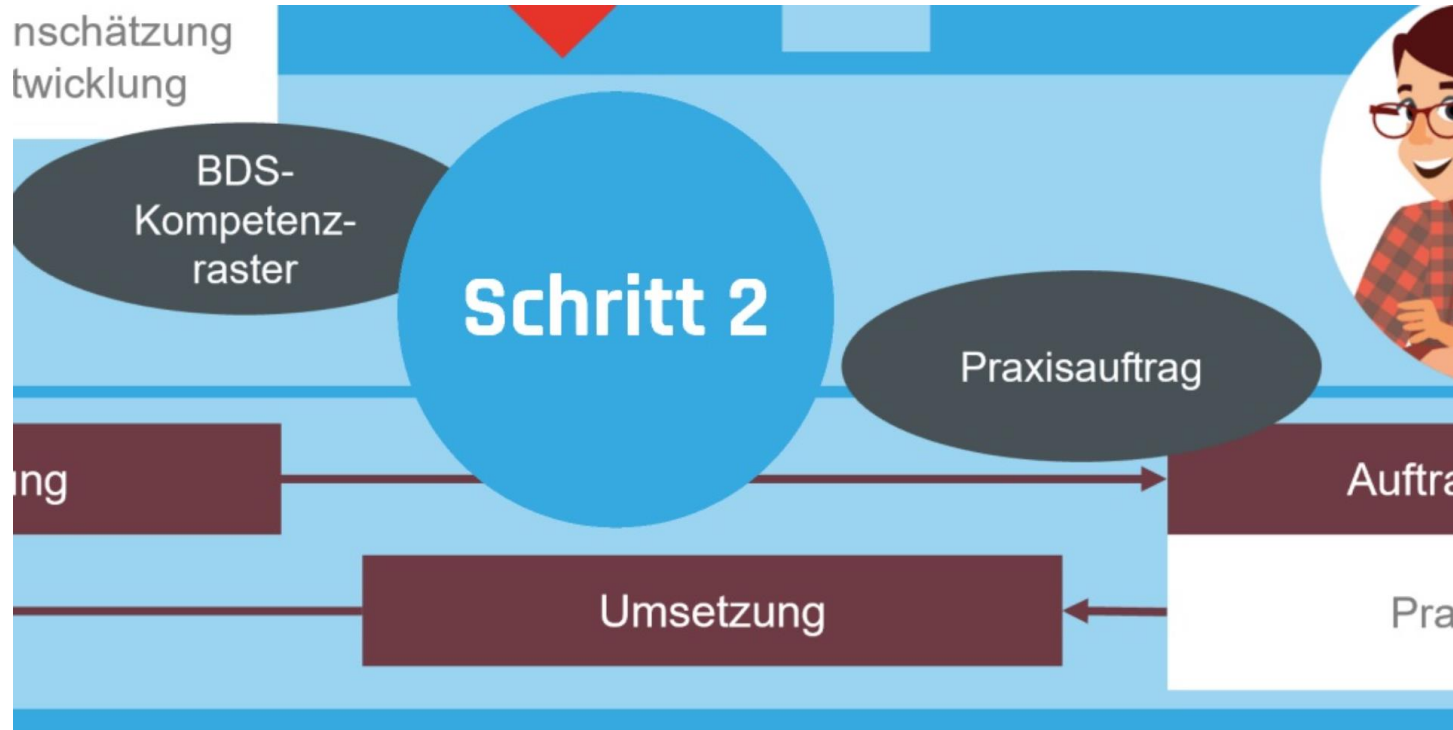 nschätzung
twicklung
BDS-
Kompetenz-
raster
Schritt 2
Praxisauftrag
ung
Auftra
Umsetzung
Pra